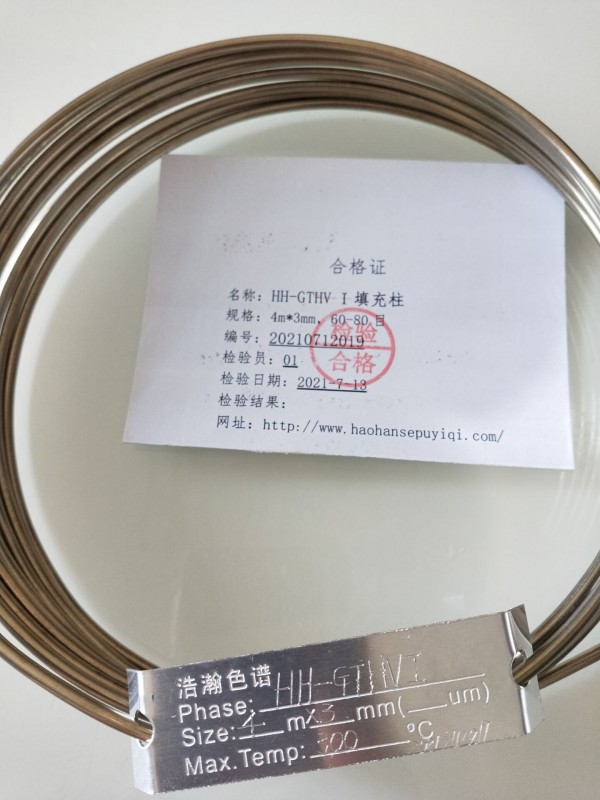 合格证
名称：HH-GTHV I 填充柱
规格：4m*3mm，60-80 目
编号：20210712019
检验员：01
检验日期：2021-7-13
检验结果：
网址：http://www.haohansepuyiqi.com/
检验
合格
浩瀚色谱
Phase: HH-GTHV I
Size: 4 m×3 mm(__um)
Max.Temp: 300 °C